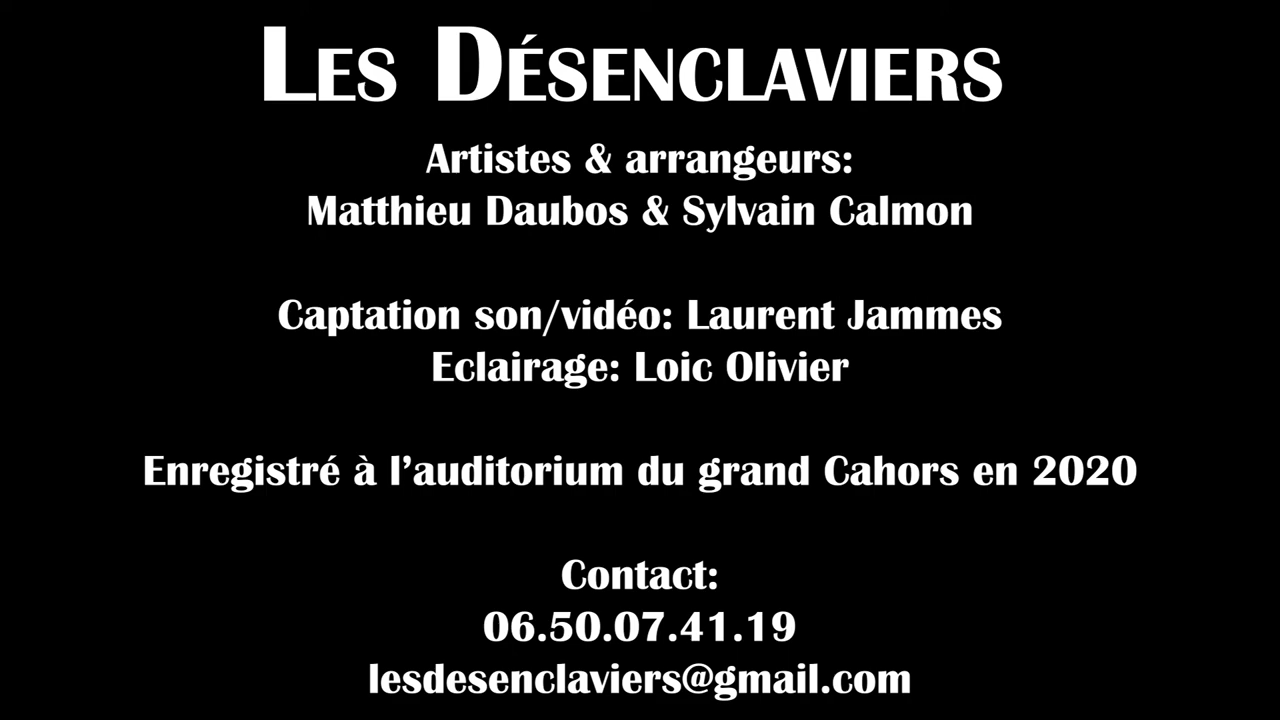 LES DÉSENCLAVIERS
Artistes & arrangeurs:
Matthieu Daubos & Sylvain Calmon
Captation son/vidéo: Laurent Jammes
Eclairage: Loic Olivier
Enregistré à l’auditorium du grand Cahors en 2020
Contact:
06.50.07.41.19
lesdesenclaviers@gmail.com